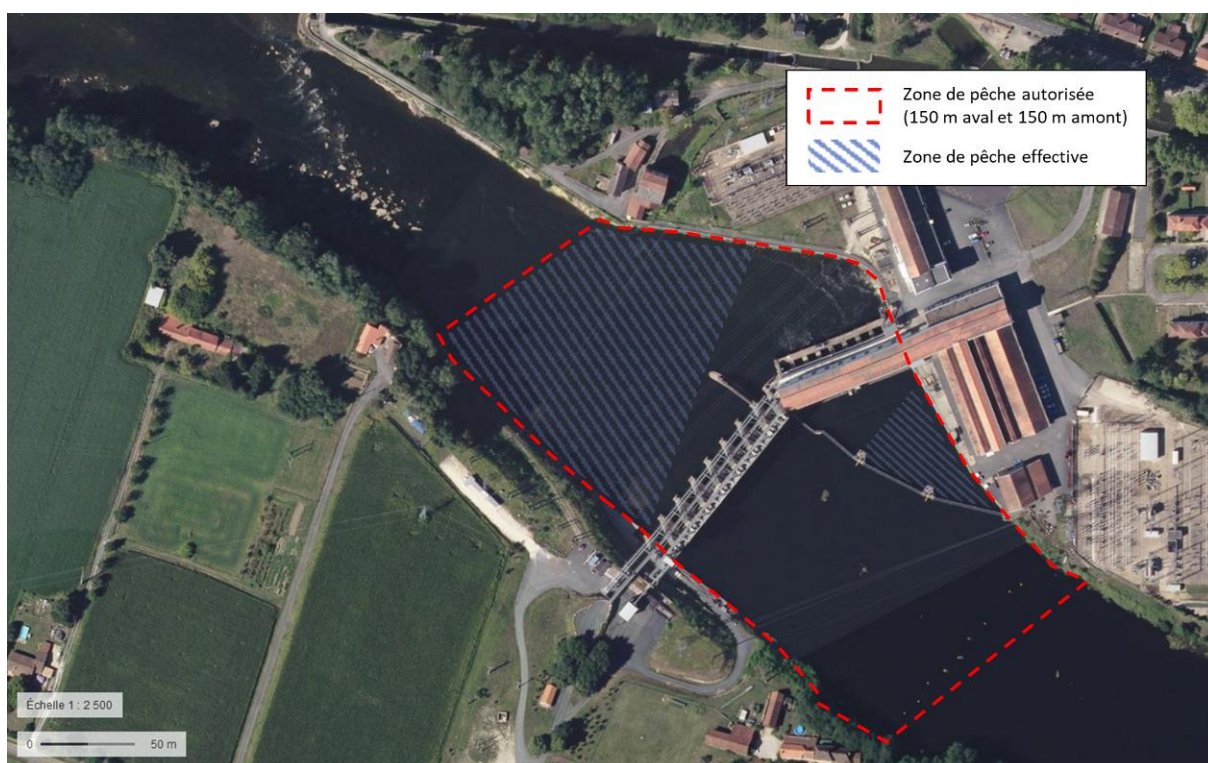 Zone de pêche autorisée
(150 m aval et 150 m amont)
Zone de pêche effective
Échelle 1 : 2 500
0 50 m